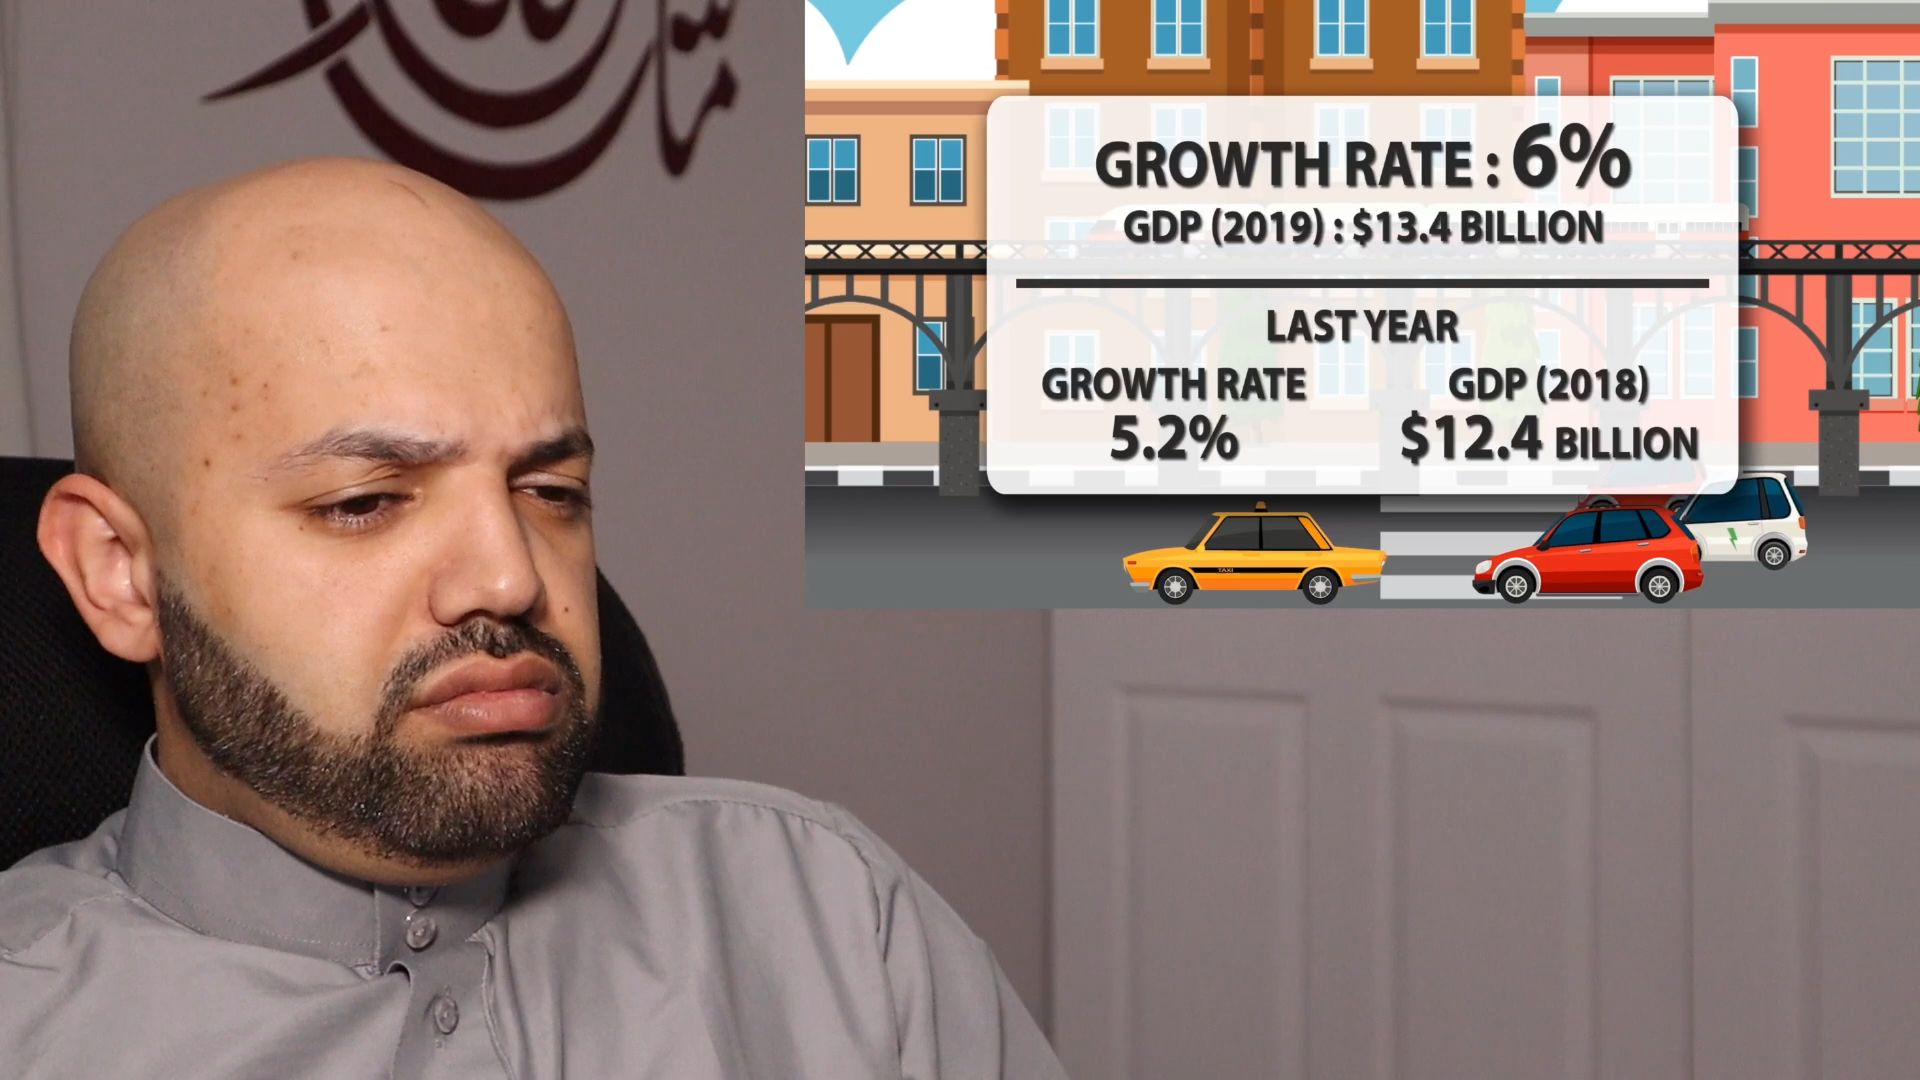 GROWTH RATE : 6%
GDP (2019) : $13.4 BILLION
LAST YEAR
GROWTH RATE
5.2%
GDP (2018)
$12.4 BILLION
TAXI